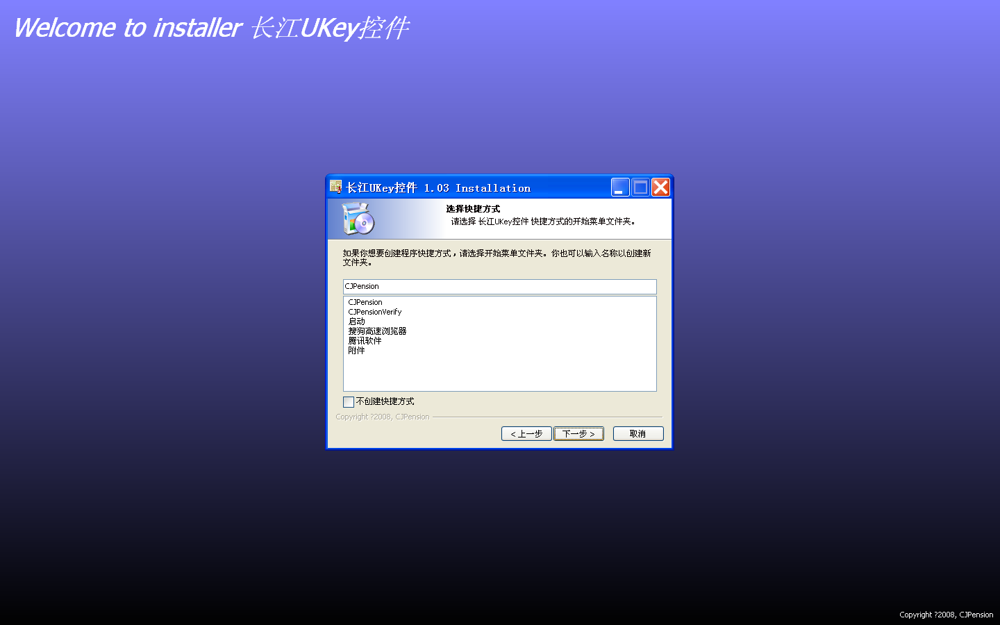 Welcome to installer 长江UKey控件
长江UKey控件 1.03 Installation
选择快捷方式
请选择 长江UKey控件 快捷方式的开始菜单文件夹。
如果你想要创建程序快捷方式，请选择开始菜单文件夹。你也可以输入名称以创建新
文件夹。
CJPension
CJPension
CJPensionVerify
启动
搜狗高速浏览器
腾讯软件
附件
不创建快捷方式
Copyright ?2008, CJPension
< 上一步 下一步 > 取消
Copyright ?2008, CJPension